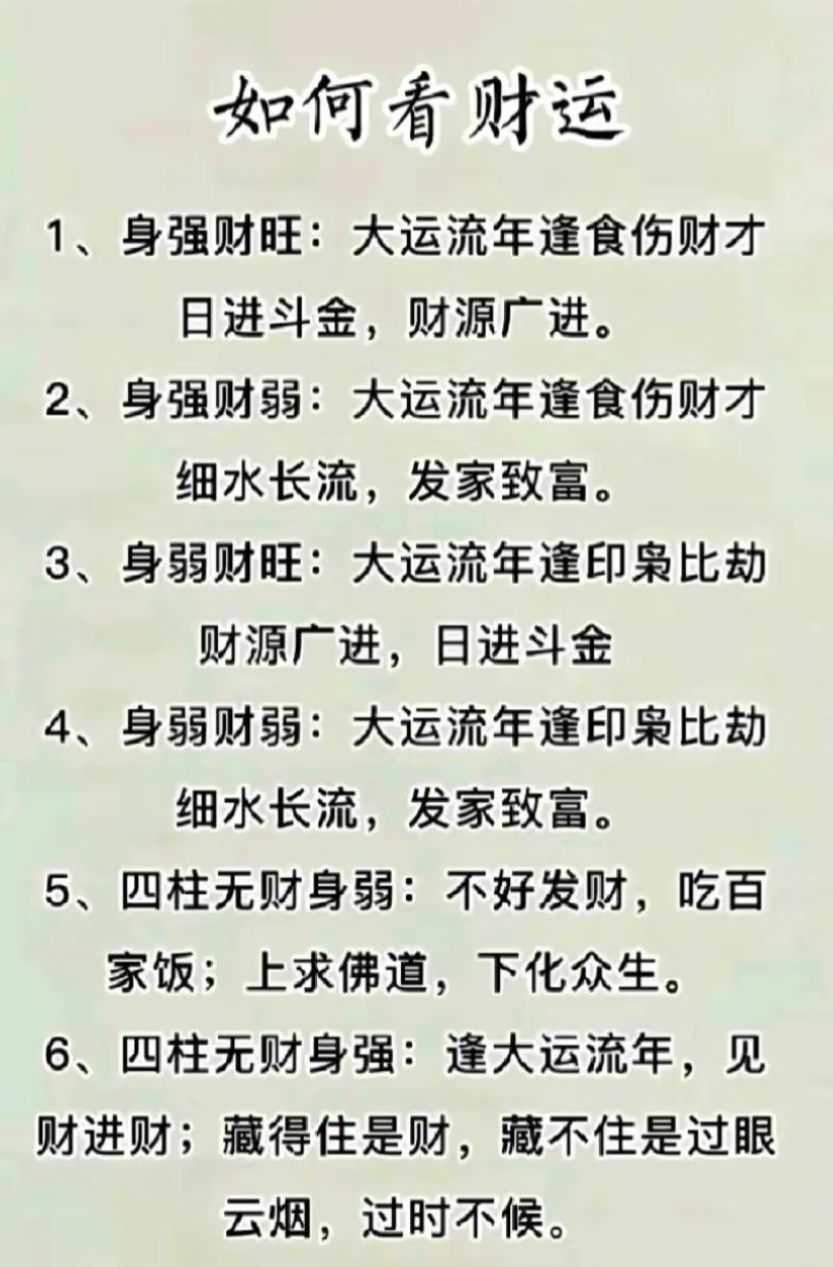 如何看财运
1、身强财旺：大运流年逢食伤财才
日进斗金，财源广进。
2、身强财弱：大运流年逢食伤财才
细水长流，发家致富。
3、身弱财旺：大运流年逢印枭比劫
财源广进，日进斗金
4、身弱财弱：大运流年逢印枭比劫
细水长流，发家致富。
5、四柱无财身弱：不好发财，吃百
家饭；上求佛道，下化众生。
6、四柱无财身强：逢大运流年，见
财进财；藏得住是财，藏不住是过眼
云烟，过时不候。